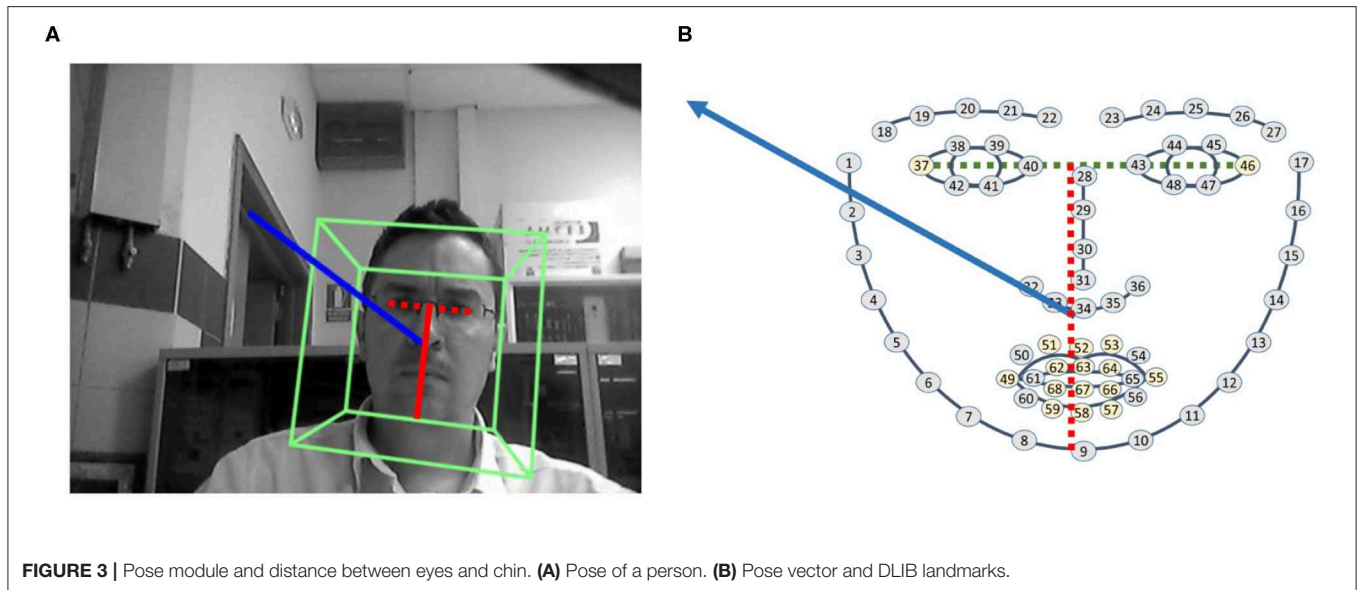 A
B
18 19 20 21 22 23 24 25 26 27
38 39 44 45
1 37 40 43 46 17
28
42 41 48 47
2 29 16
3 30 15
31
32 36
4 33 34 35 14
5 13
51 52 53
50 54
62 63 64
49 61 65 55
6 68 67 66 12
60 56
59 58 57
7 11
8 9 10
FIGURE 3 | Pose module and distance between eyes and chin. (A) Pose of a person. (B) Pose vector and DLIB landmarks.